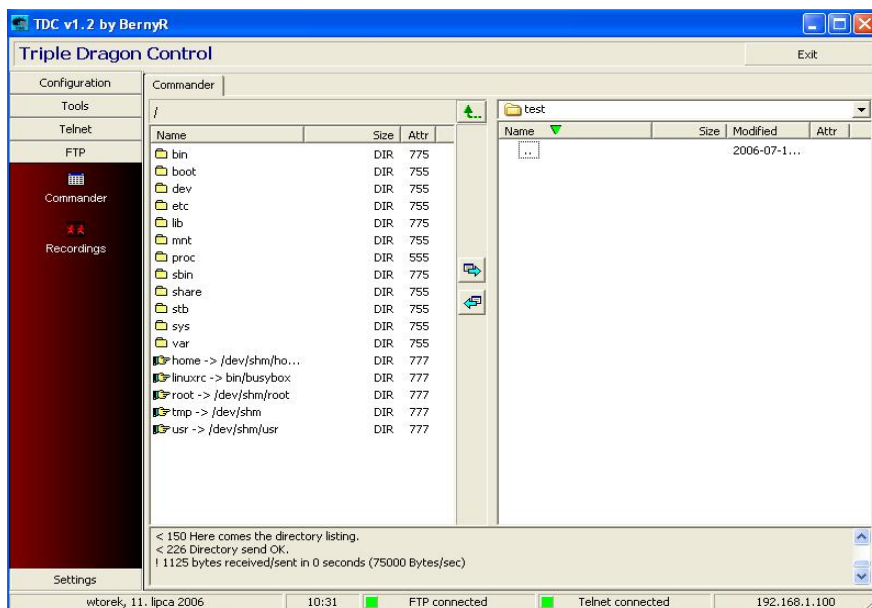 TDC v1.2 by BernyR
Triple Dragon Control
Exit
Configuration
Tools
Telnet
FTP
Commander
Recordings
Settings
Commander
/
Name Size Attr
bin DIR 775
boot DIR 755
dev DIR 755
etc DIR 755
lib DIR 775
mnt DIR 755
proc DIR 555
sbin DIR 775
share DIR 755
stb DIR 755
sys DIR 755
var DIR 755
home -> /dev/shm/ho... DIR 777
linuxrc -> bin/busybox DIR 777
root -> /dev/shm/root DIR 777
tmp -> /dev/shm DIR 777
usr -> /dev/shm/usr DIR 777
test
Name Size Modified Attr
.. 2006-07-1...
< 150 Here comes the directory listing.
< 226 Directory send OK.
! 1125 bytes received/sent in 0 seconds (75000 Bytes/sec)
wtorek, 11. lipca 2006 10:31 FTP connected Telnet connected 192.168.1.100